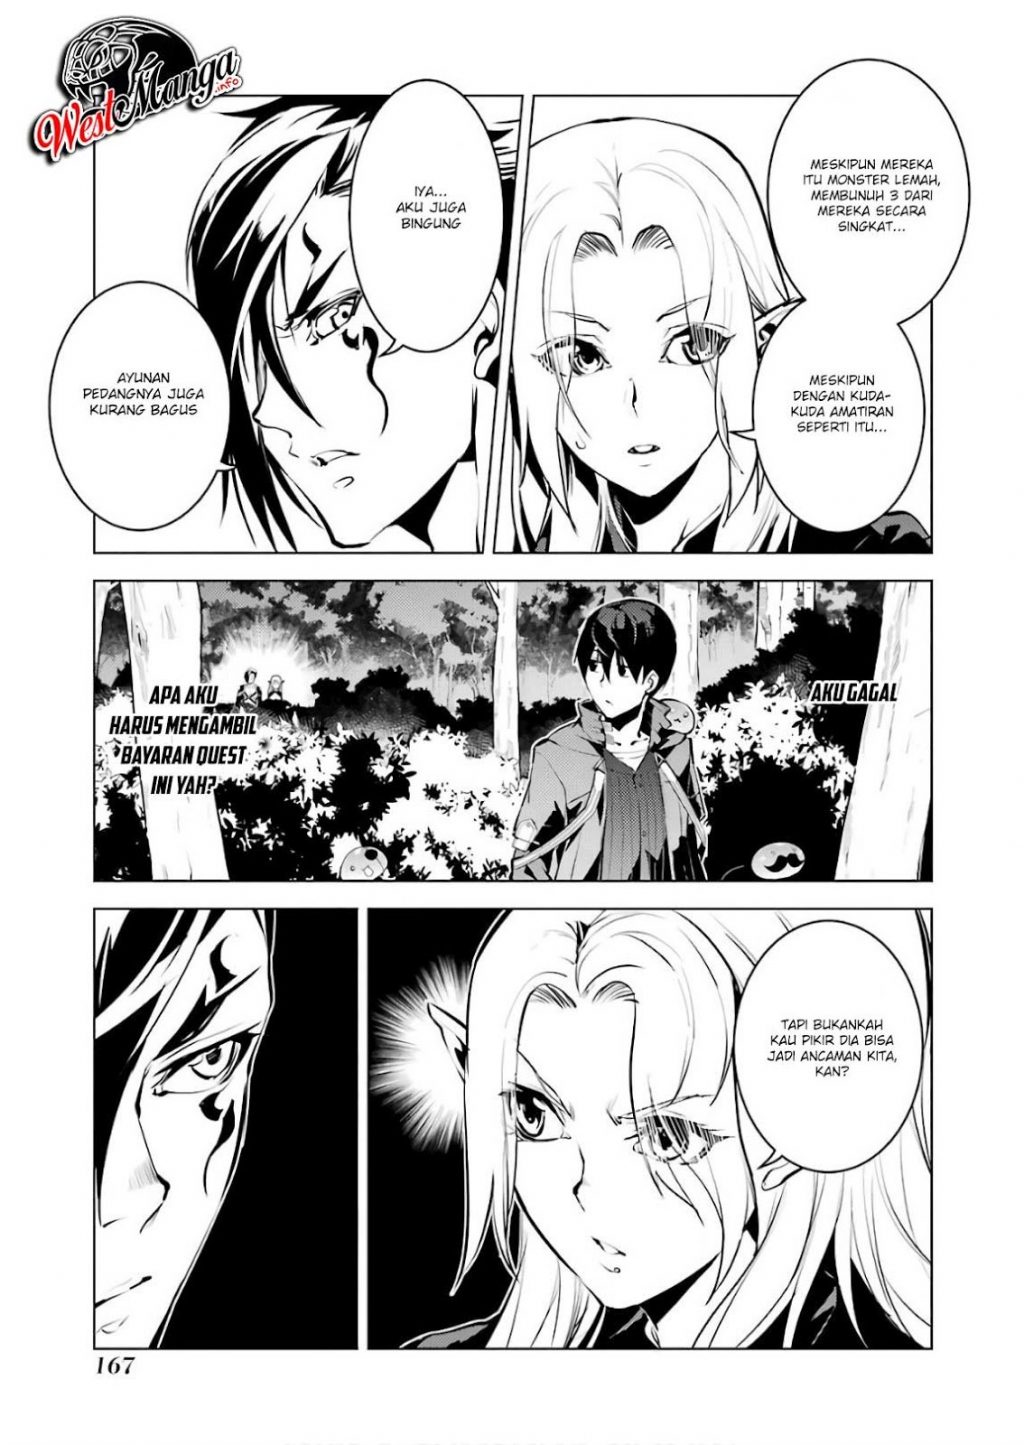 WestManga
.info
MESKIPUN MEREKA
ITU MONSTER LEMAH,
MEMBUNUH 3 DARI
MEREKA SECARA
SINGKAT...
MESKIPUN
DENGAN KUDA-
KUDA AMATIRAN
SEPERTI ITU...
IYA...
AKU JUGA
BINGUNG
AYUNAN
PEDANGNYA JUGA
KURANG BAGUS
AKU GAGAL
APA AKU
HARUS MENGAMBIL
BAYARAN QUEST
INI YAH?
TAPI BUKANKAH
KAU PIKIR DIA BISA
JADI ANCAMAN KITA,
KAN?
167